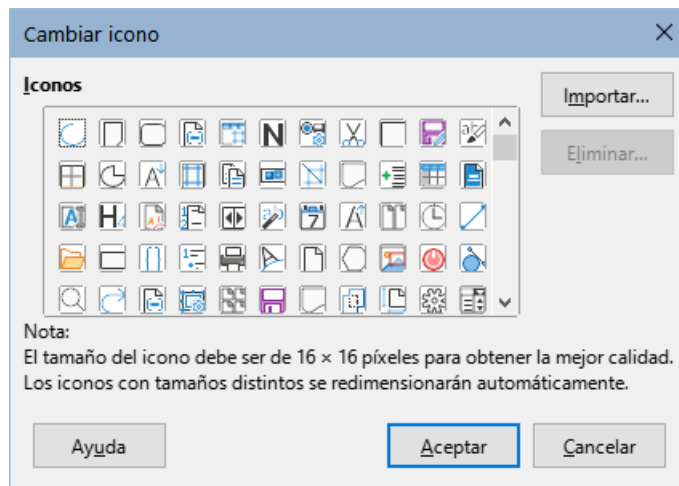 Cambiar icono
Iconos
Importar...
Eliminar...
Nota:
El tamaño del icono debe ser de 16 × 16 píxeles para obtener la mejor calidad.
Los iconos con tamaños distintos se redimensionarán automáticamente.
Ayuda
Aceptar
Cancelar